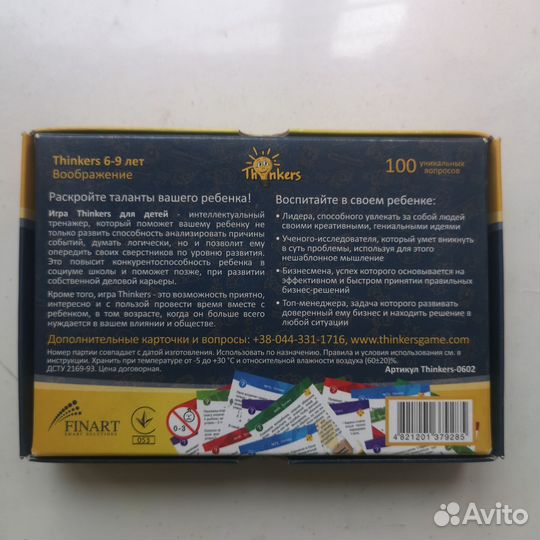 Thinkers 6-9 лет
Воображение
Thinkers
100 уникальных
вопросов
Раскройте таланты вашего ребенка!
Игра Thinkers для детей - интеллектуальный
тренажер, который поможет вашему ребенку не
только развить способность анализировать причины
событий, думать логически, но и позволит ему
опередить своих сверстников по уровню развития.
Это повысит конкурентоспособность ребенка в
социуме школы и поможет позже, при развитии
собственной деловой карьеры.
Кроме того, игра Thinkers - это возможность приятно,
интересно и с пользой провести время вместе с
ребенком, в том возрасте, когда он больше всего
нуждается в вашем влиянии и обществе.
Воспитайте в своем ребенке:
• Лидера, способного увлекать за собой людей
своими креативными, гениальными идеями
• Ученого-исследователя, который умет вникнуть
в суть проблемы, используя для этого
нешаблонное мышление
• Бизнесмена, успех которого основывается на
эффективном и быстром принятии правильных
бизнес-решений
• Топ-менеджера, задача которого развивать
доверенный ему бизнес и находить решение в
любой ситуации
Дополнительные карточки и вопросы: +38-044-331-1716, www.thinkersgame.com
Номер партии совпадает с датой изготовления. Использовать по назначению. Правила и условия использования см. в
инструкции. Хранить при температуре от -5 до +30 °С и относительной влажности воздуха (60±20)%.
ДСТУ 2169-93. Цена договорная.
Артикул Thinkers-0602
FINART
SMART SOLUTIONS
053
0-3
4 821201 379285
Avito